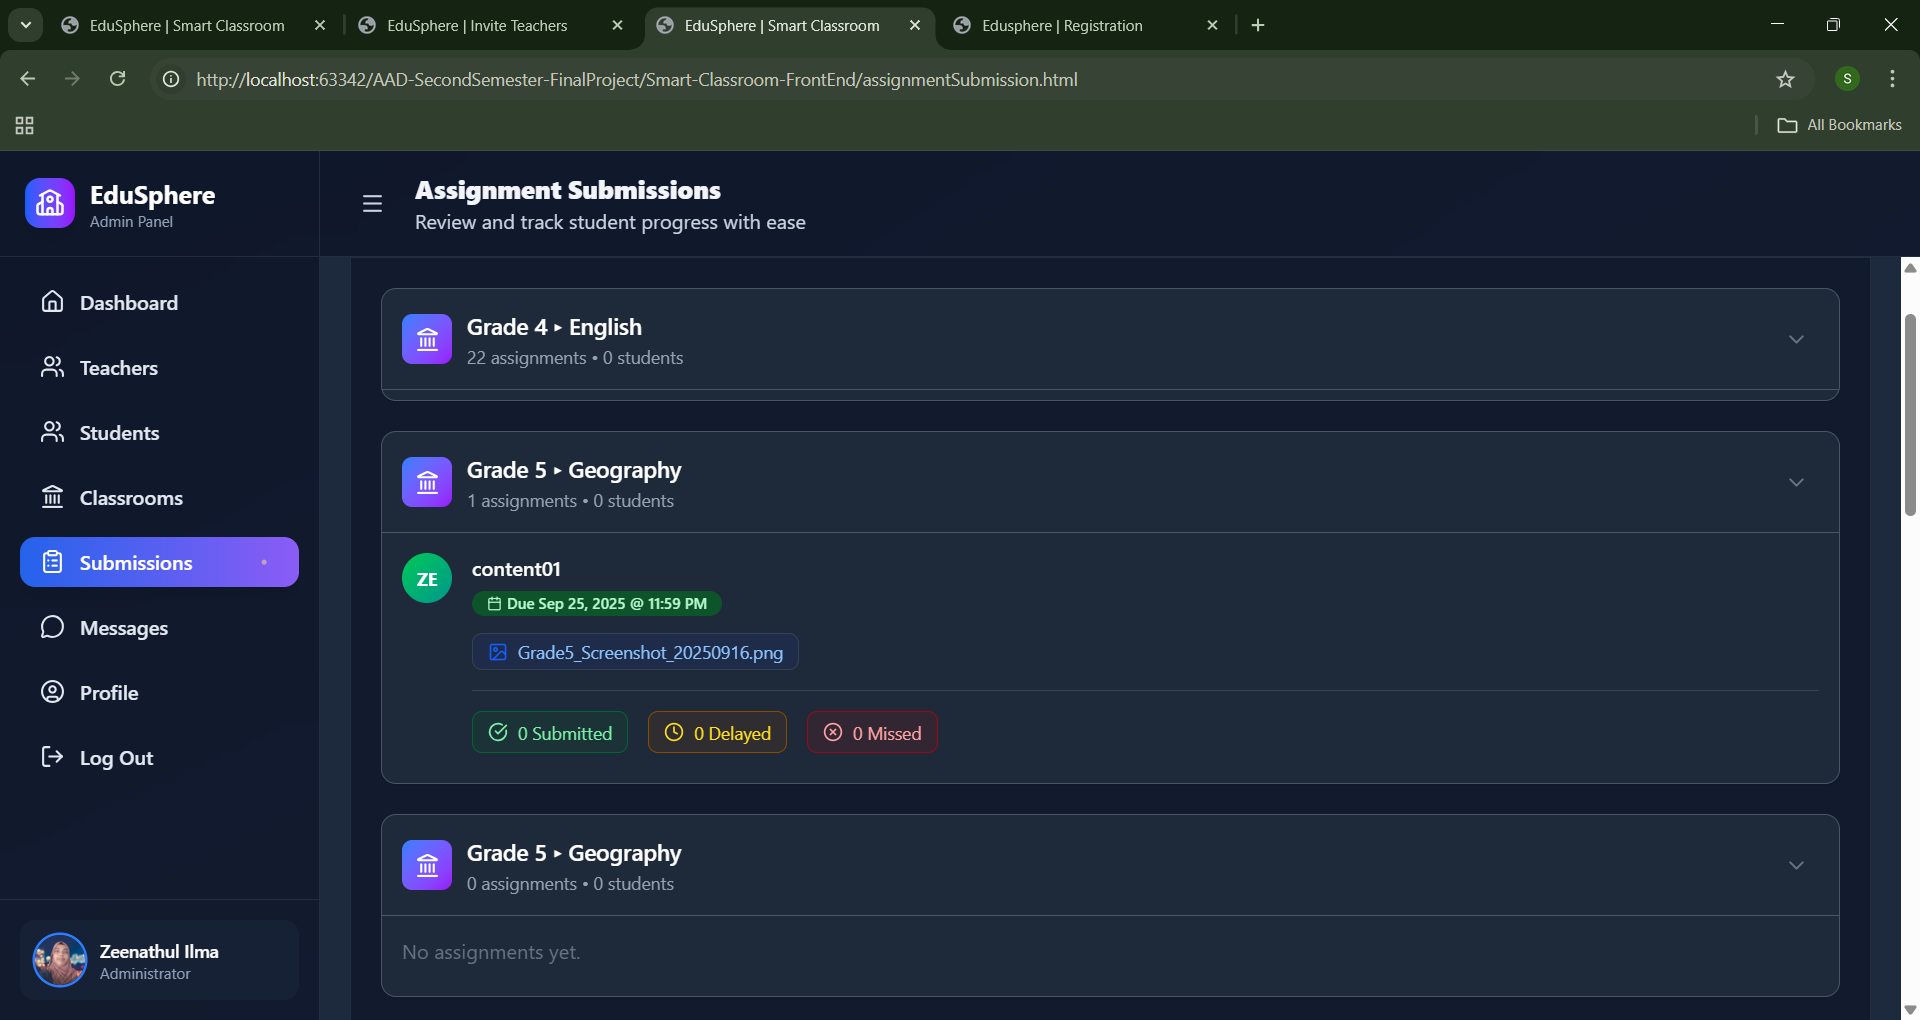 EduSphere | Smart Classroom
EduSphere | Invite Teachers
EduSphere | Smart Classroom
Edusphere | Registration
http://localhost:63342/AAD-SecondSemester-FinalProject/Smart-Classroom-FrontEnd/assignmentSubmission.html
S
All Bookmarks
EduSphere
Admin Panel
Dashboard
Teachers
Students
Classrooms
Submissions
Messages
Profile
Log Out
Zeenathul Ilma
Administrator
Assignment Submissions
Review and track student progress with ease
Grade 4 ▸ English
22 assignments • 0 students
Grade 5 ▸ Geography
1 assignments • 0 students
ZE
content01
Due Sep 25, 2025 @ 11:59 PM
Grade5_Screenshot_20250916.png
0 Submitted
0 Delayed
0 Missed
Grade 5 ▸ Geography
0 assignments • 0 students
No assignments yet.